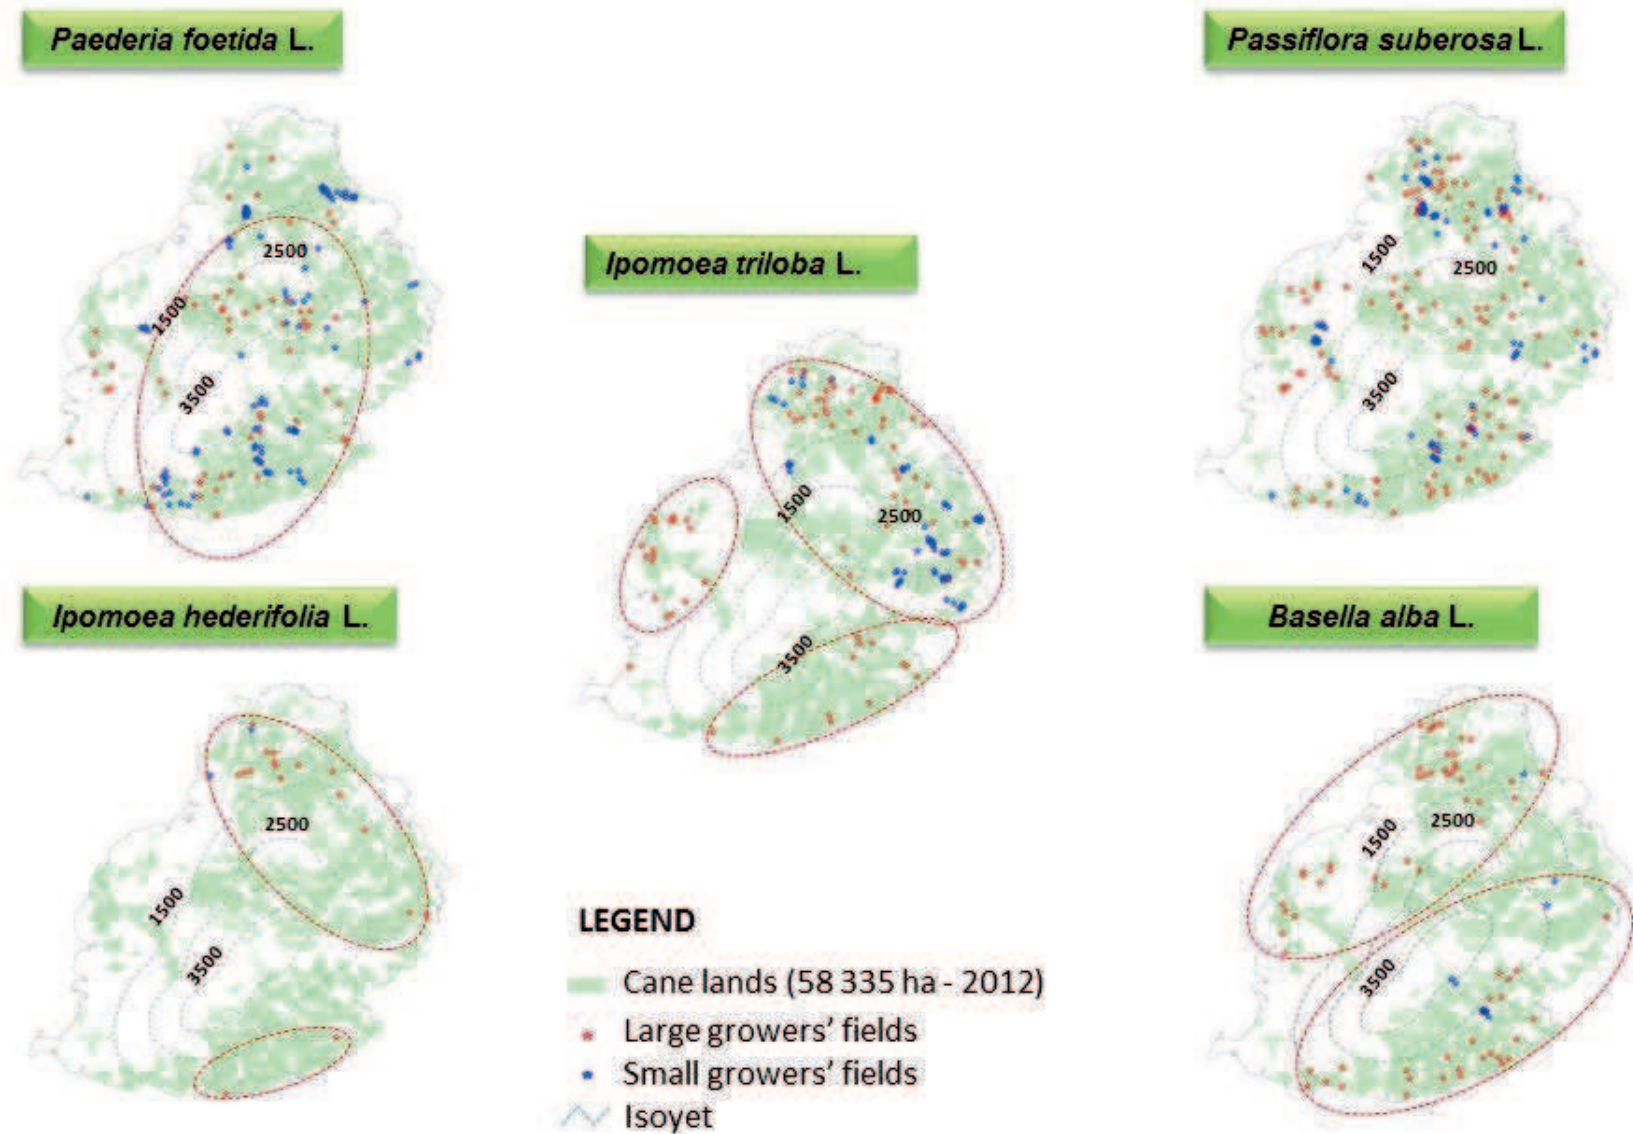 Paederia foetida L.
Passiflora suberosa L.
2500
1500
3500
1500
2500
3500
Ipomoea triloba L.
1500
2500
3500
Ipomoea hederifolia L.
Basella alba L.
2500
1500
3500
1500
2500
3500
LEGEND
Cane lands (58 335 ha - 2012)
Large growers' fields
Small growers' fields
Isoyet